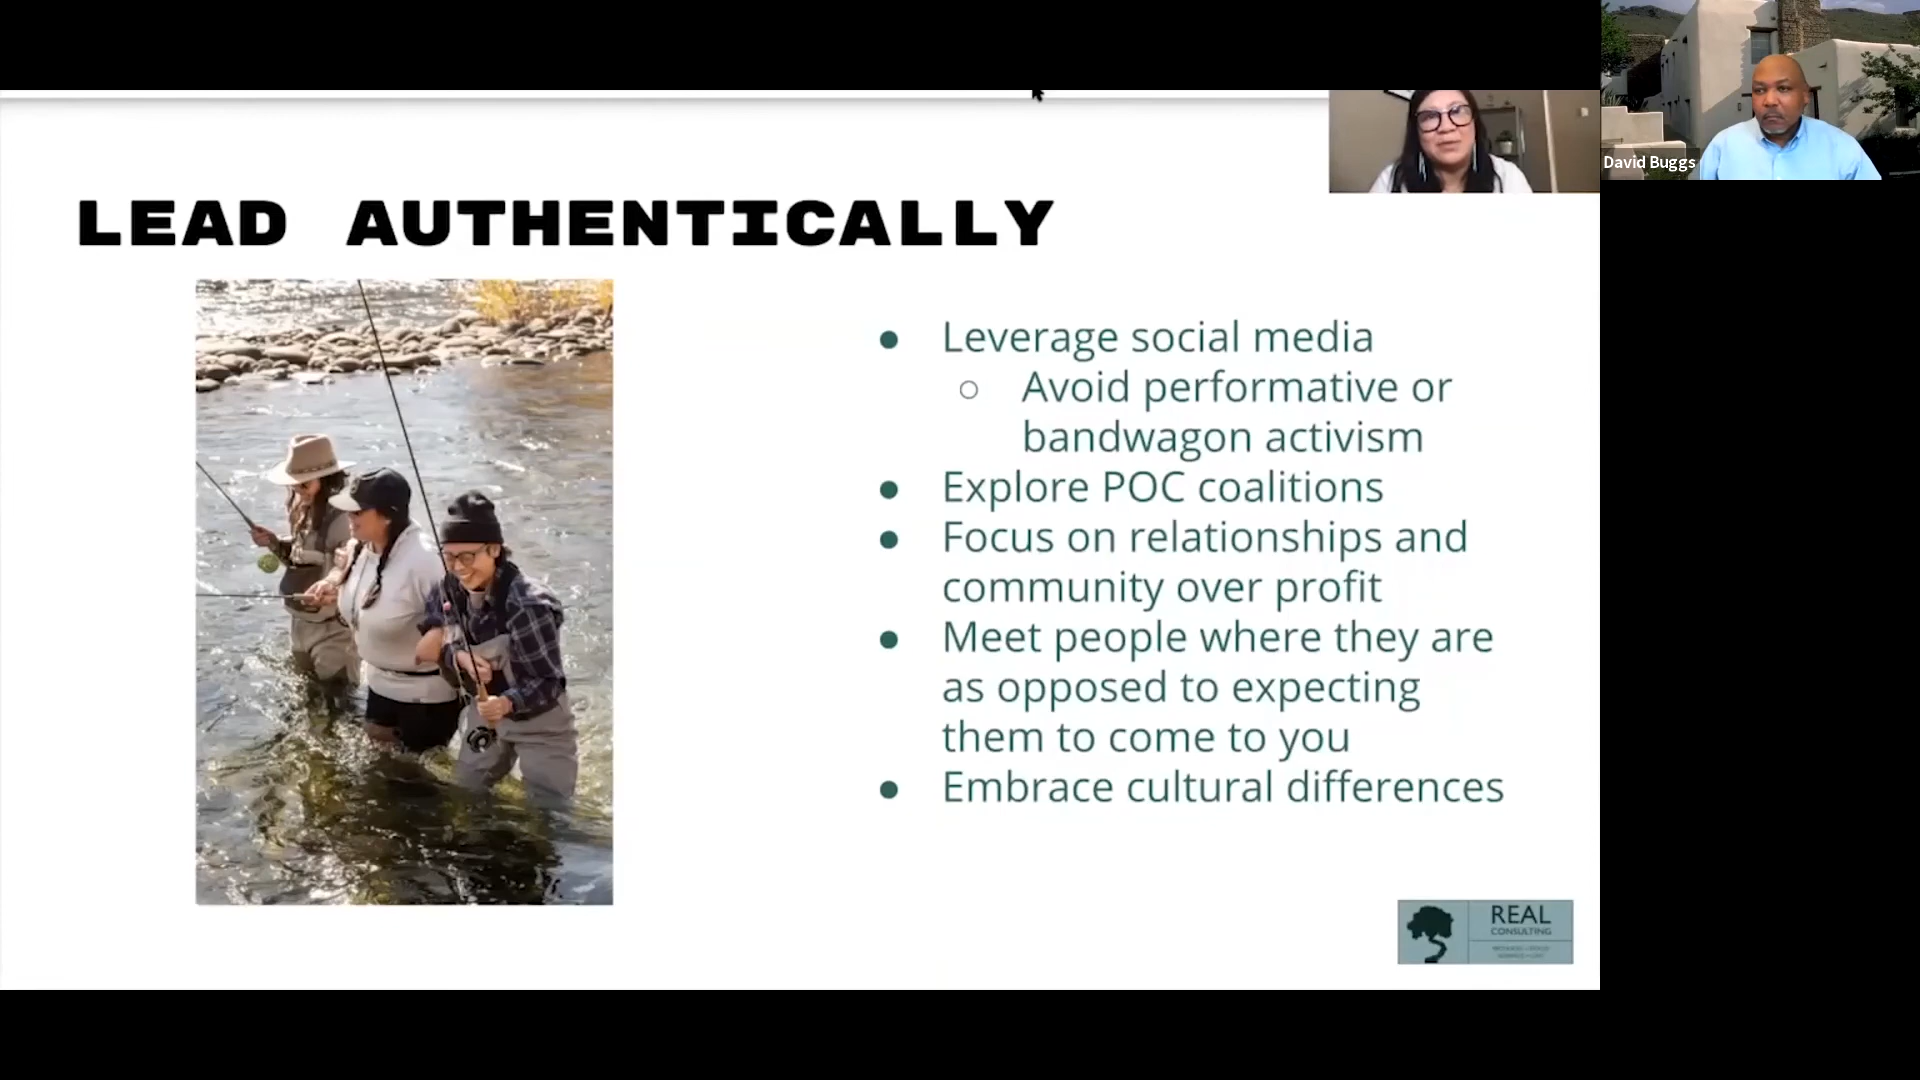 David Buggs
LEAD AUTHENTICALLY
● Leverage social media
○ Avoid performative or
bandwagon activism
● Explore POC coalitions
● Focus on relationships and
community over profit
● Meet people where they are
as opposed to expecting
them to come to you
● Embrace cultural differences
REAL
CONSULTING